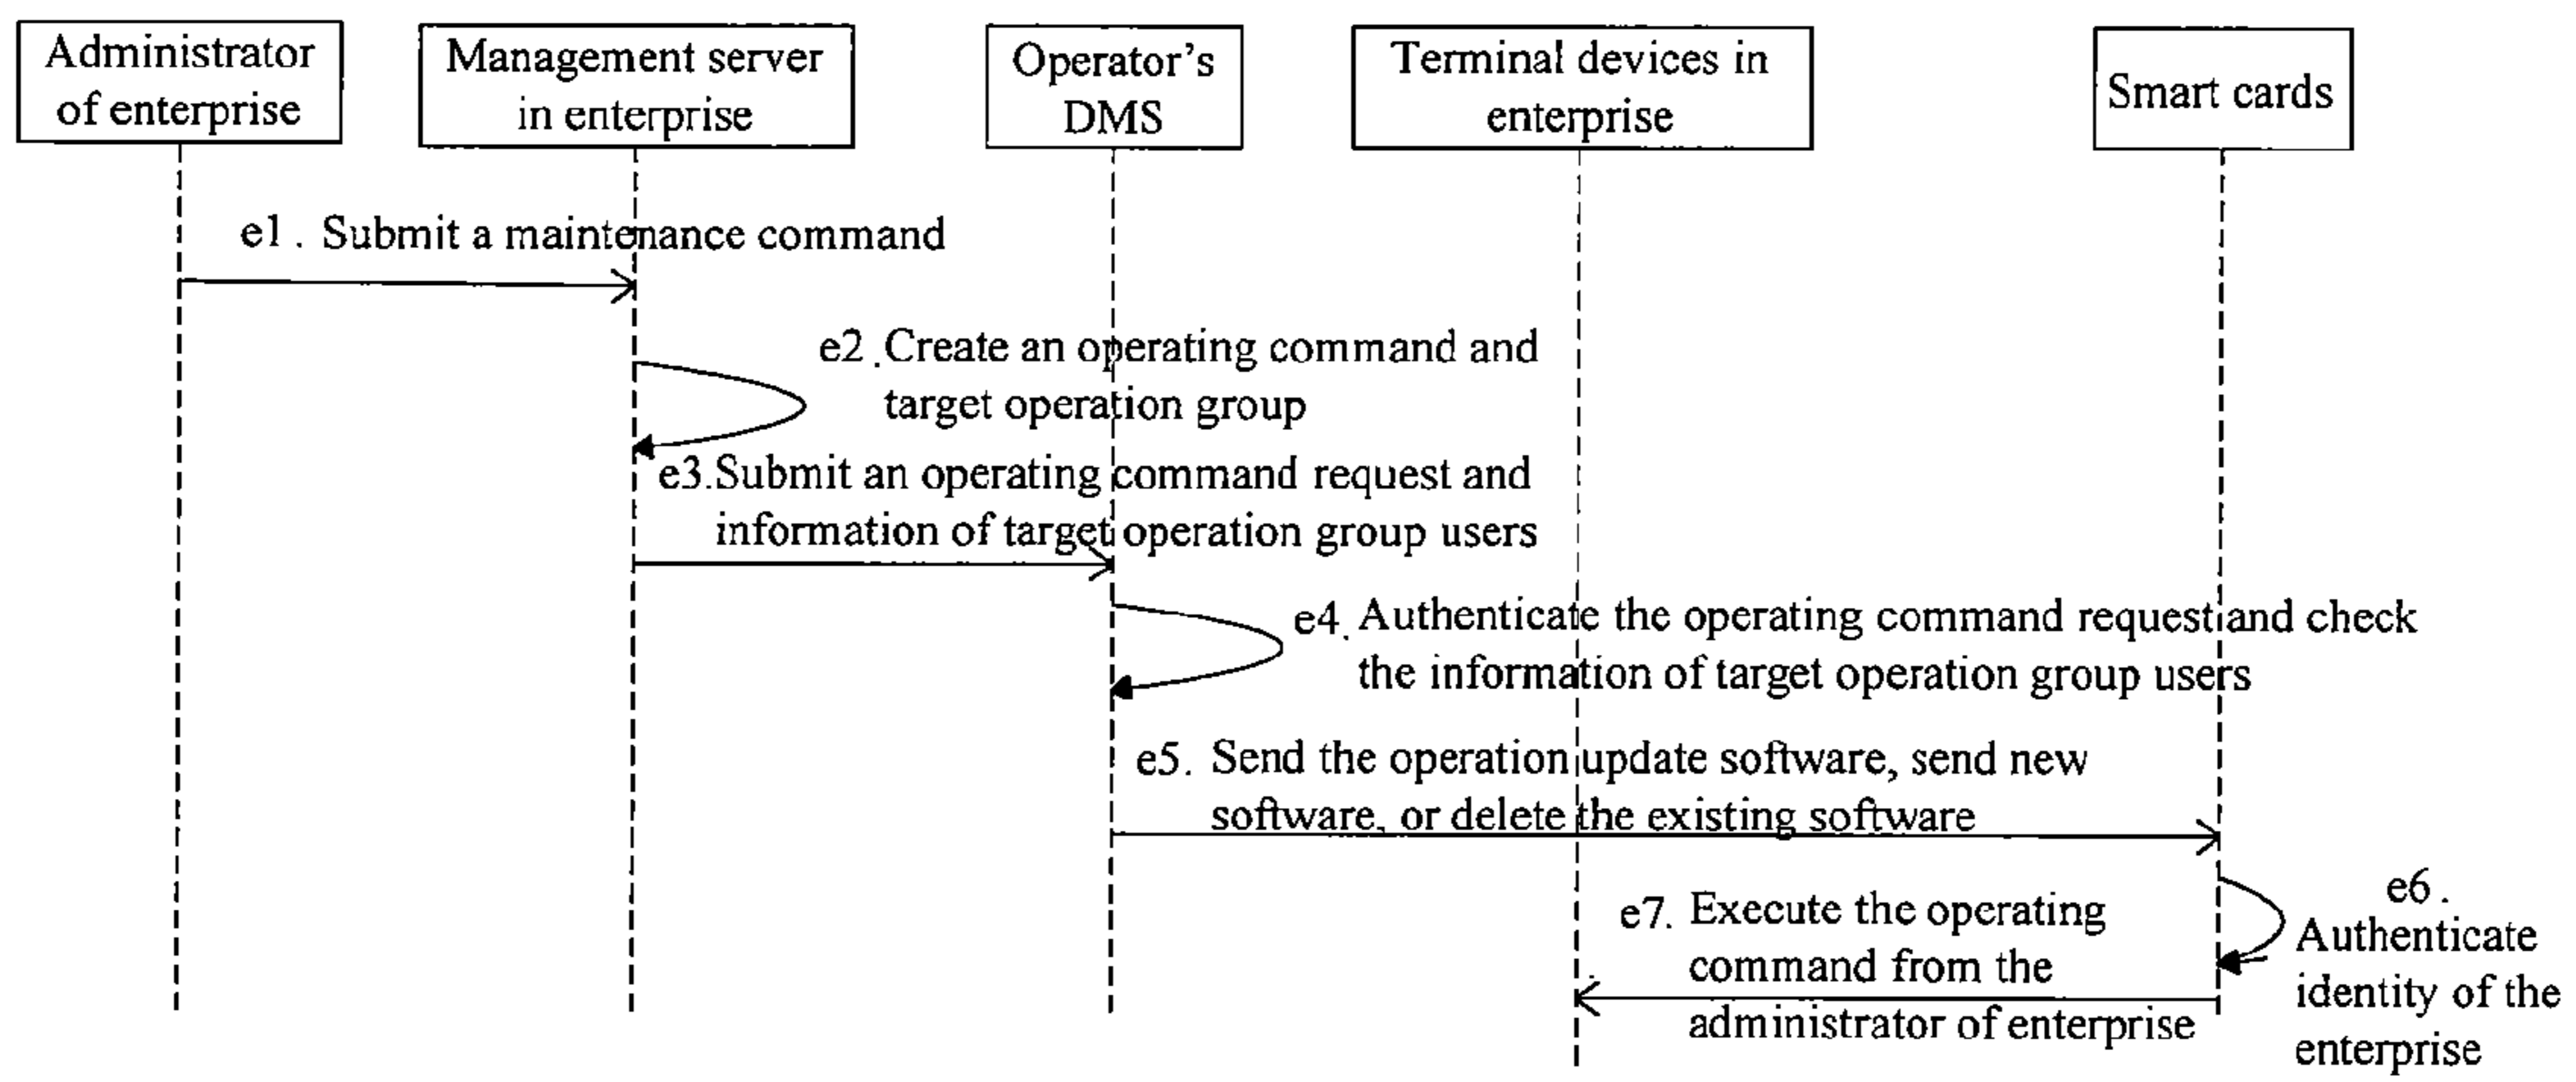 Administrator
of enterprise
Management server
in enterprise
Operator's
DMS
Terminal devices in
enterprise
Smart cards
e1. Submit a maintenance command
e2. Create an operating command and
target operation group
e3. Submit an operating command request and
information of target operation group users
e4. Authenticate the operating command request and check
the information of target operation group users
e5. Send the operation update software, send new
software, or delete the existing software
e6.
Authenticate
identity of the
enterprise
e7. Execute the operating
command from the
administrator of enterprise